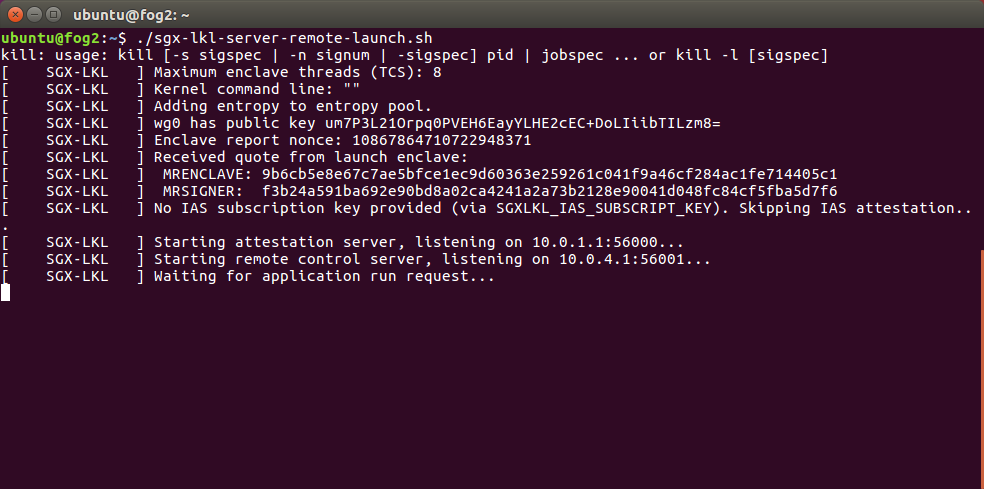 ubuntu@fog2: ~
ubuntu@fog2:~$ ./sgx-lkl-server-remote-launch.sh
kill: usage: kill [-s sigspec | -n signum | -sigspec] pid | jobspec ... or kill -l [sigspec]
[    SGX-LKL   ] Maximum enclave threads (TCS): 8
[    SGX-LKL   ] Kernel command line: ""
[    SGX-LKL   ] Adding entropy to entropy pool.
[    SGX-LKL   ] wg0 has public key um7P3L21Orpq0PVEH6EayYLHE2cEC+DoLIiibTILzm8=
[    SGX-LKL   ] Enclave report nonce: 10867864710722948371
[    SGX-LKL   ] Received quote from launch enclave:
[    SGX-LKL   ]  MRENCLAVE: 9b6cb5e8e67c7ae5bfce1ec9d60363e259261c041f9a46cf284ac1fe714405c1
[    SGX-LKL   ]  MRSIGNER:  f3b24a591ba692e90bd8a02ca4241a2a73b2128e90041d048fc84cf5fba5d7f6
[    SGX-LKL   ] No IAS subscription key provided (via SGXLKL_IAS_SUBSCRIPT_KEY). Skipping IAS attestation..
.
[    SGX-LKL   ] Starting attestation server, listening on 10.0.1.1:56000...
[    SGX-LKL   ] Starting remote control server, listening on 10.0.4.1:56001...
[    SGX-LKL   ] Waiting for application run request...